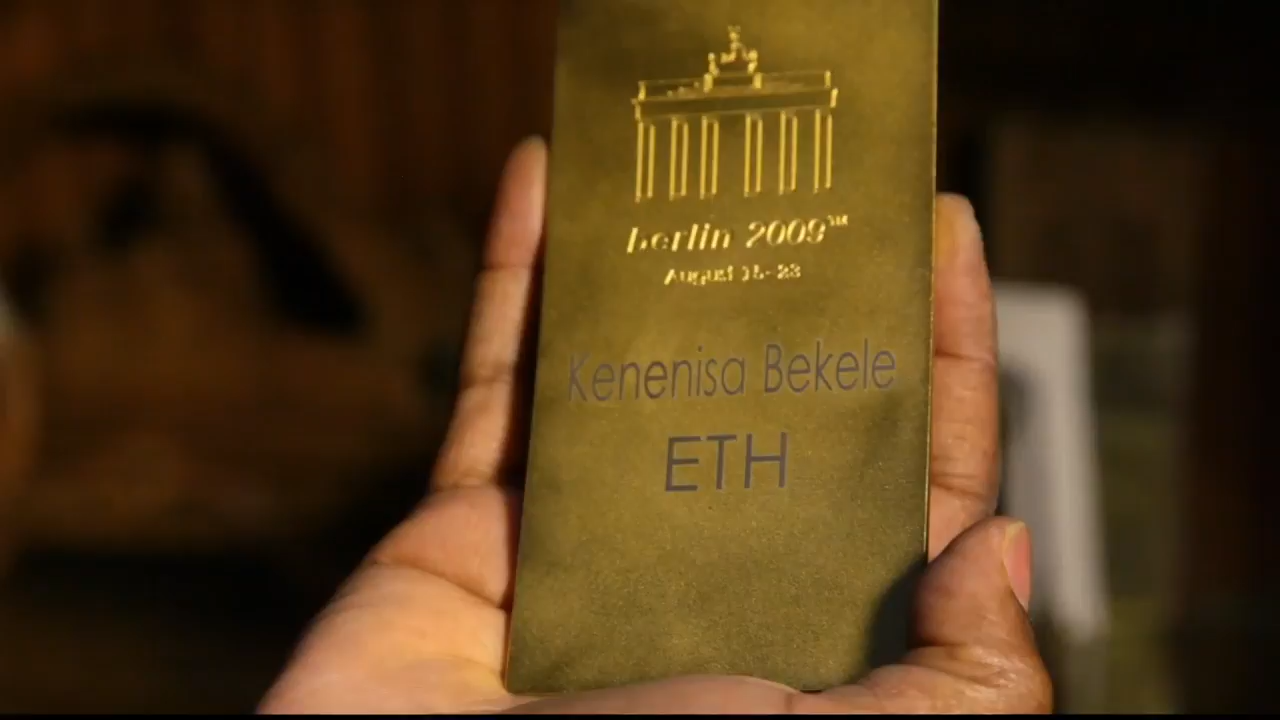 berlin 2009™
August 15-23
Kenenisa Bekele
ETH